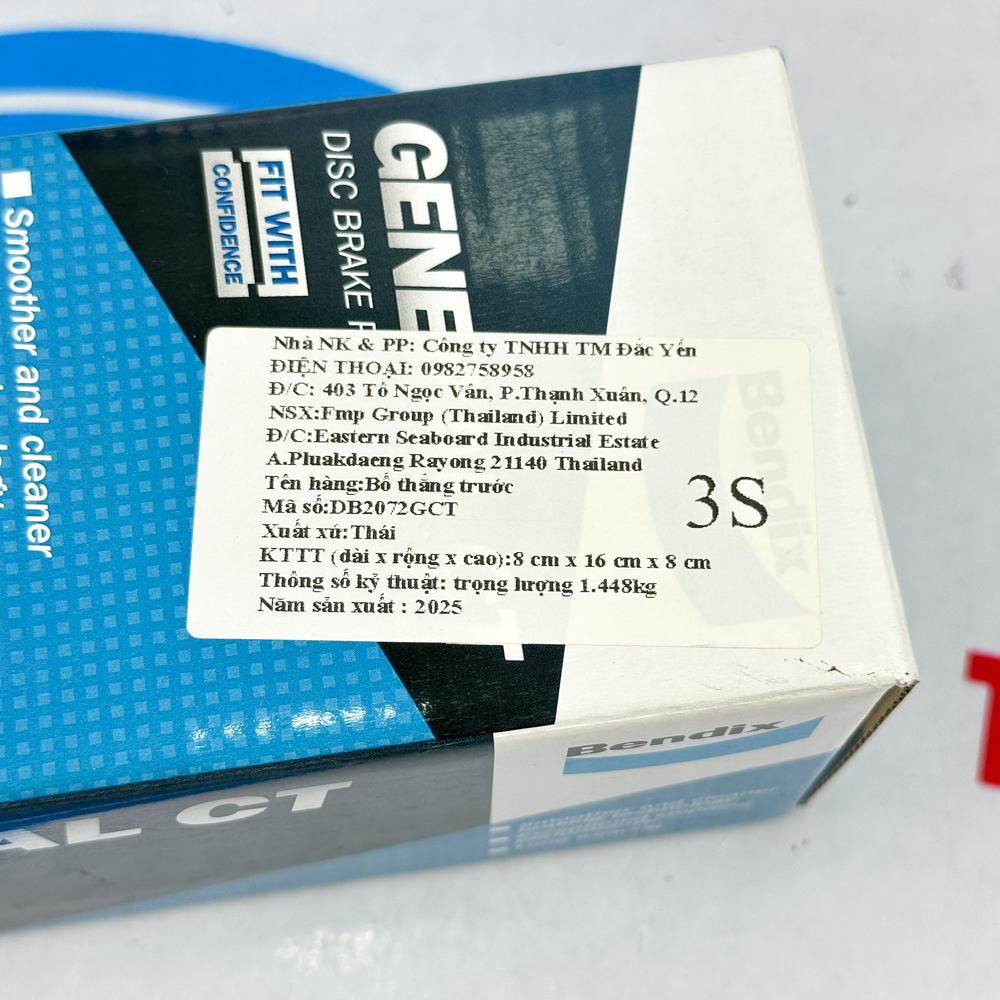 GENE
DISC BRAKE P
FIT WITH
CONFIDENCE
Smoother and cleaner
Nhà NK & PP: Công ty TNHH TM Đắc Yến
ĐIỆN THOẠI: 0982758958
Đ/C: 403 Tô Ngọc Vân, P.Thạnh Xuân, Q.12
NSX:Fmp Group (Thailand) Limited
Đ/C:Eastern Seaboard Industrial Estate
A.Pluakdaeng Rayong 21140 Thailand
Tên hàng:Bố thắng trước
Mã số:DB2072GCT
Xuất xứ:Thái
KTTT (dài x rộng x cao):8 cm x 16 cm x 8 cm
Thông số kỷ thuật: trọng lượng 1.448kg
Năm sản xuất : 2025
3S
Bendix
T
Bendix
AL CT